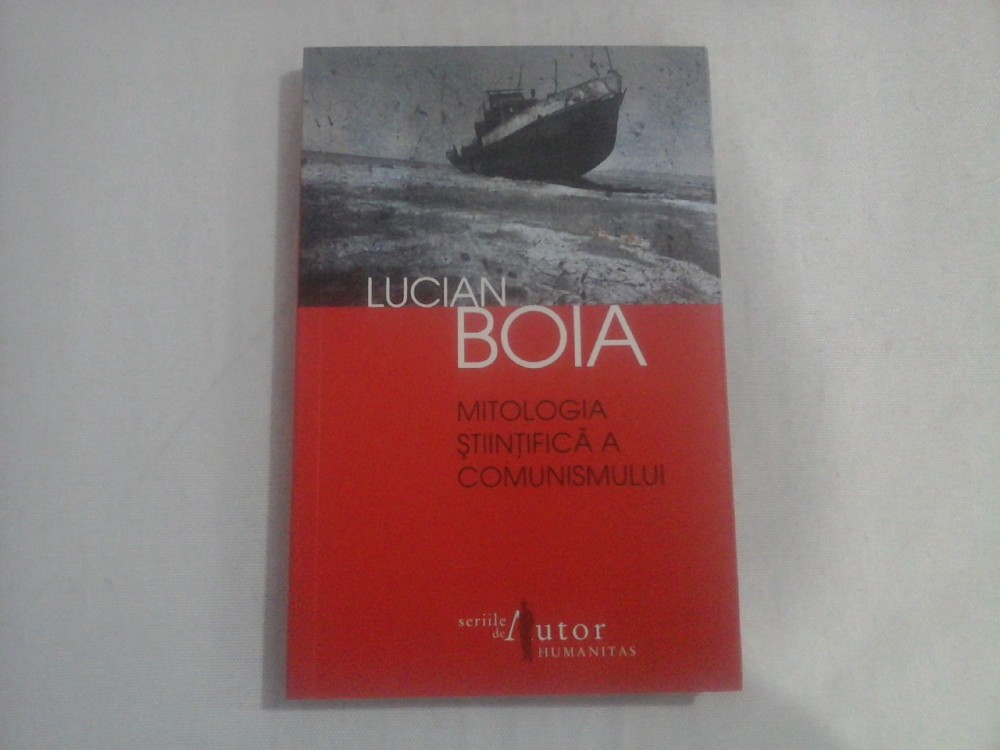 LUCIAN
BOIA
MITOLOGIA
ŞTIINŢIFICĂ A
COMUNISMULUI
seriile
de Autor
HUMANITAS